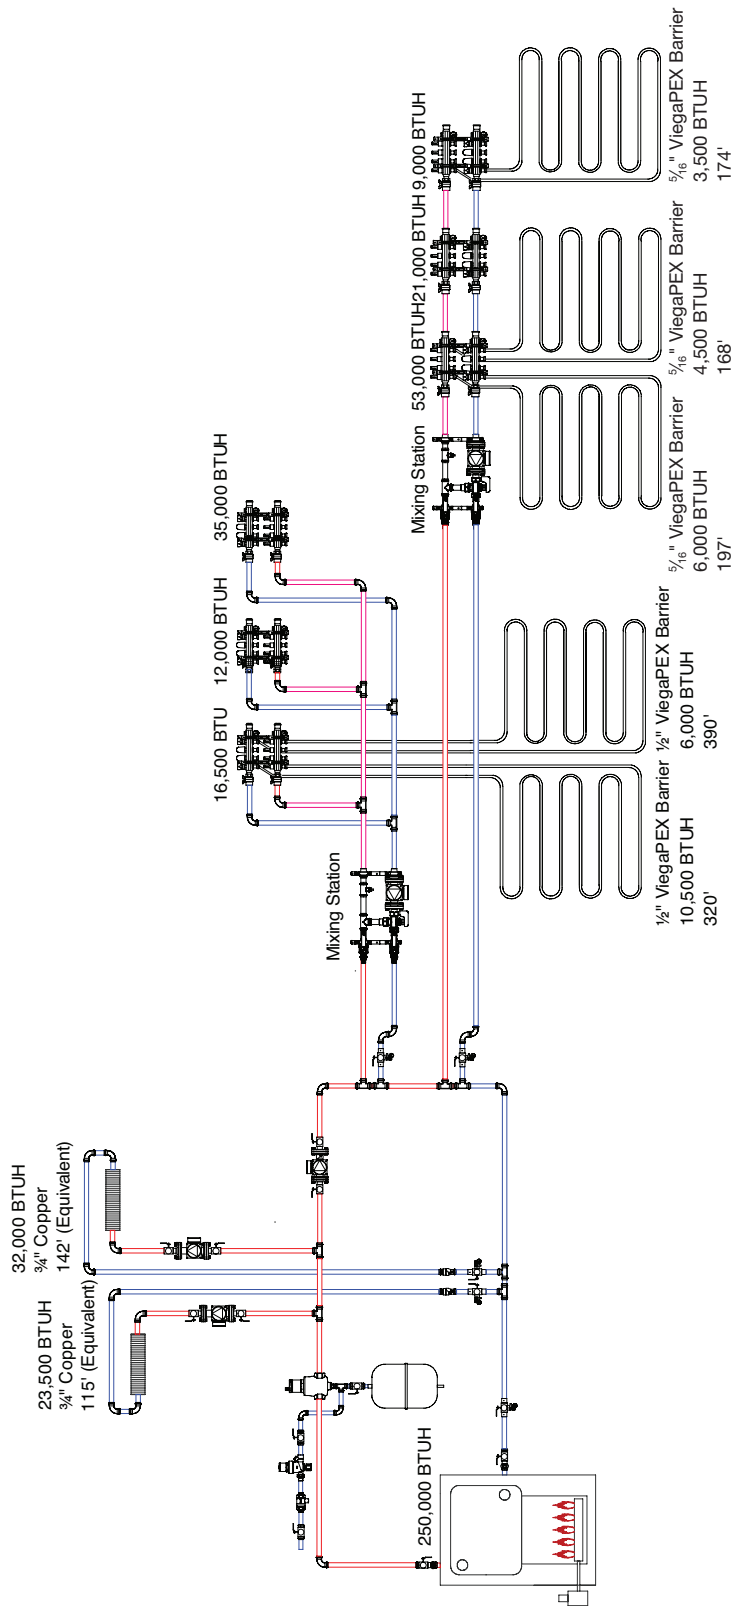 250,000 BTUH
23,500 BTUH
¾" Copper
115' (Equivalent)
32,000 BTUH
¾" Copper
142' (Equivalent)
Mixing Station
16,500 BTU
12,000 BTUH
35,000 BTUH
Mixing Station
53,000 BTUH
21,000 BTUH
9,000 BTUH
½" ViegaPEX Barrier
10,500 BTUH
320'
½" ViegaPEX Barrier
6,000 BTUH
390'
5⁄16" ViegaPEX Barrier
6,000 BTUH
197'
5⁄16" ViegaPEX Barrier
4,500 BTUH
168'
5⁄16" ViegaPEX Barrier
3,500 BTUH
174'